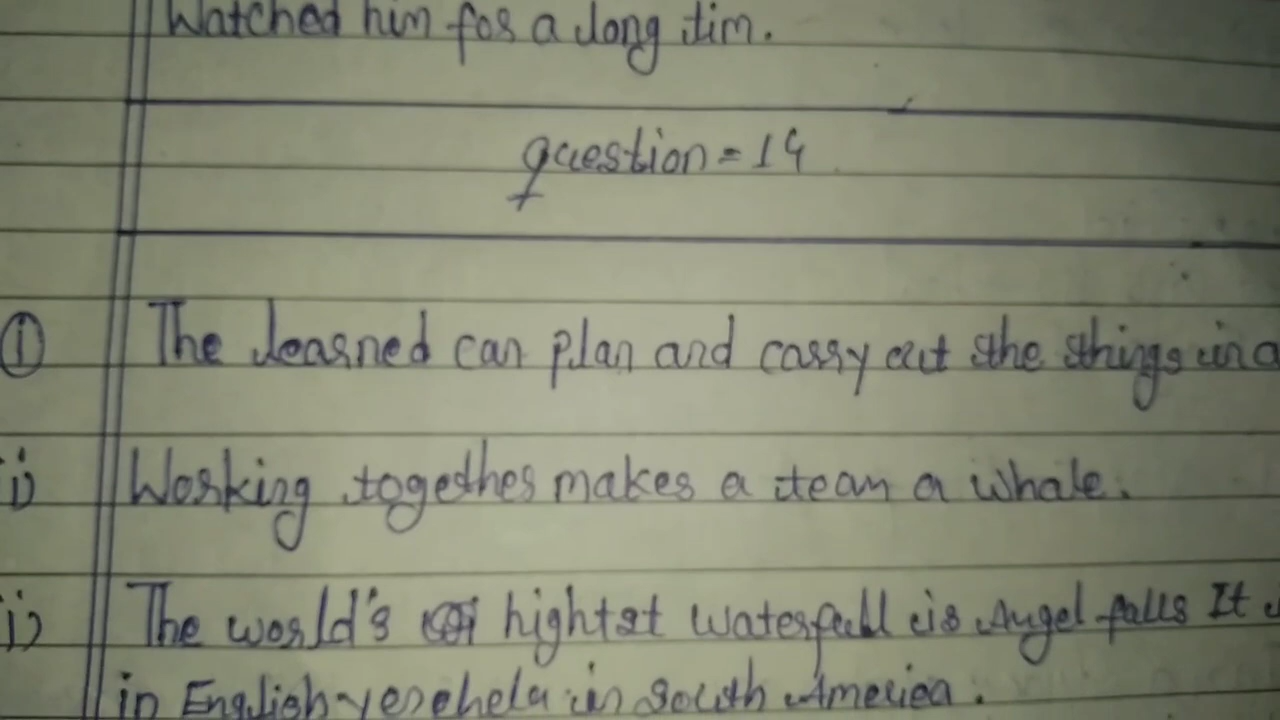 Watched him for a long tim.
question = 14
① The learned can plan and carry out the things in a
i) Working together makes a team a whale.
i) The world's hightst waterfall is Angel falls It
in English-yenehela in South America.